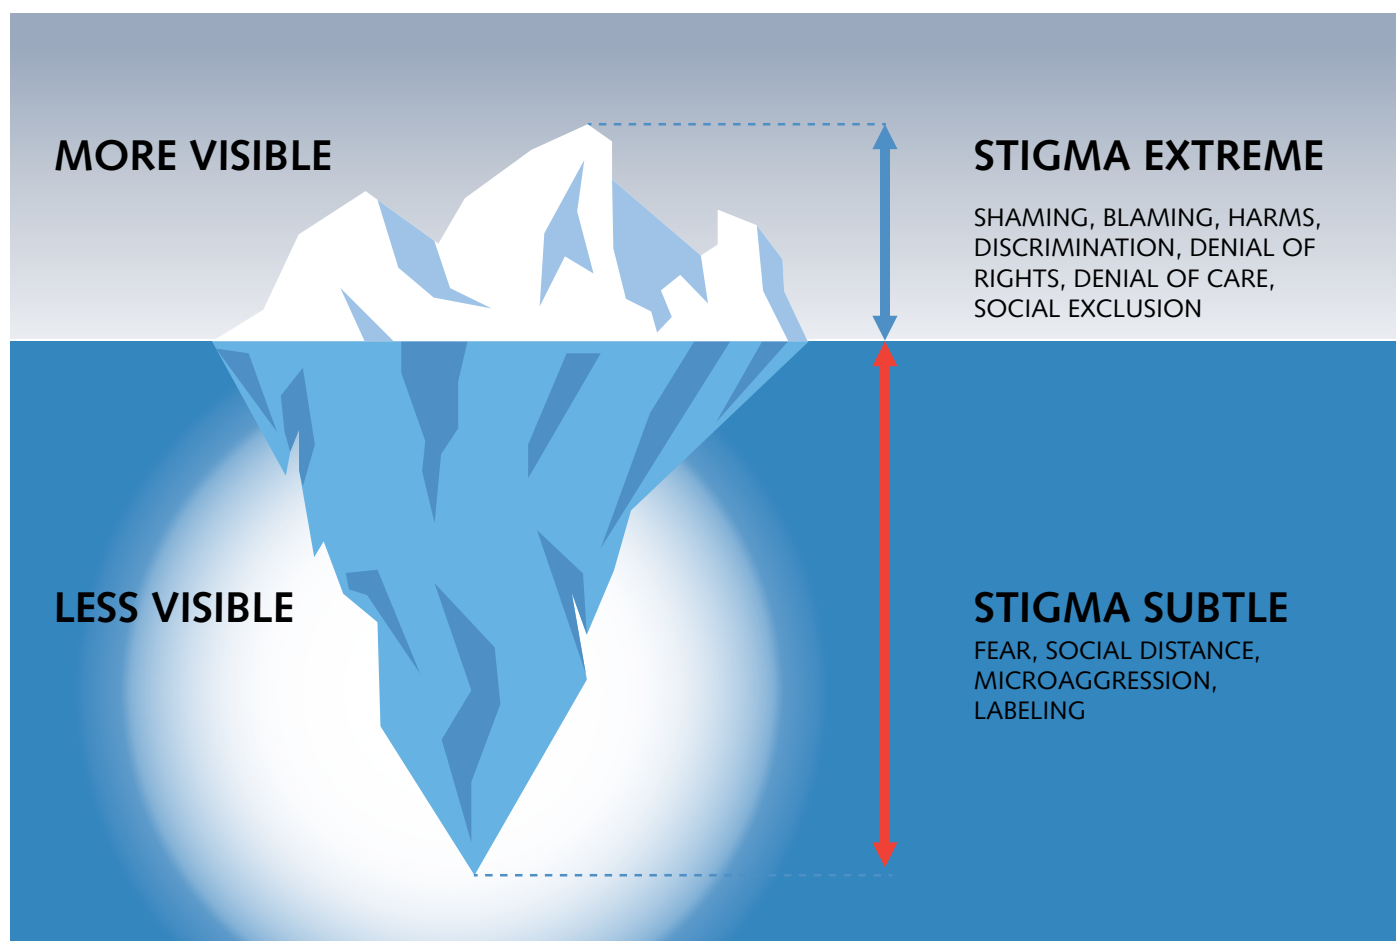 MORE VISIBLE
STIGMA EXTREME
SHAMING, BLAMING, HARMS,
DISCRIMINATION, DENIAL OF
RIGHTS, DENIAL OF CARE,
SOCIAL EXCLUSION
LESS VISIBLE
STIGMA SUBTLE
FEAR, SOCIAL DISTANCE,
MICROAGGRESSION,
LABELING